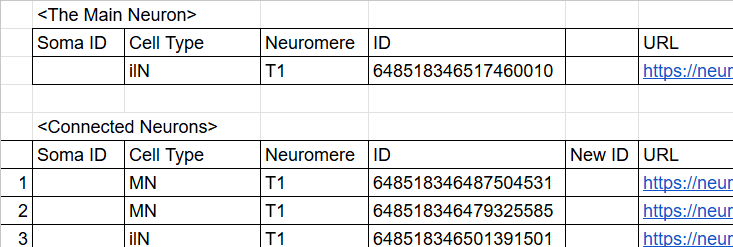 <The Main Neuron>
Soma ID Cell Type Neuromere ID URL
iIN T1 648518346517460010 https://neur
<Connected Neurons>
Soma ID Cell Type Neuromere ID New ID URL
1 MN T1 648518346487504531 https://neur
2 MN T1 648518346479325585 https://neur
3 iIN T1 648518346501391501 https://neur